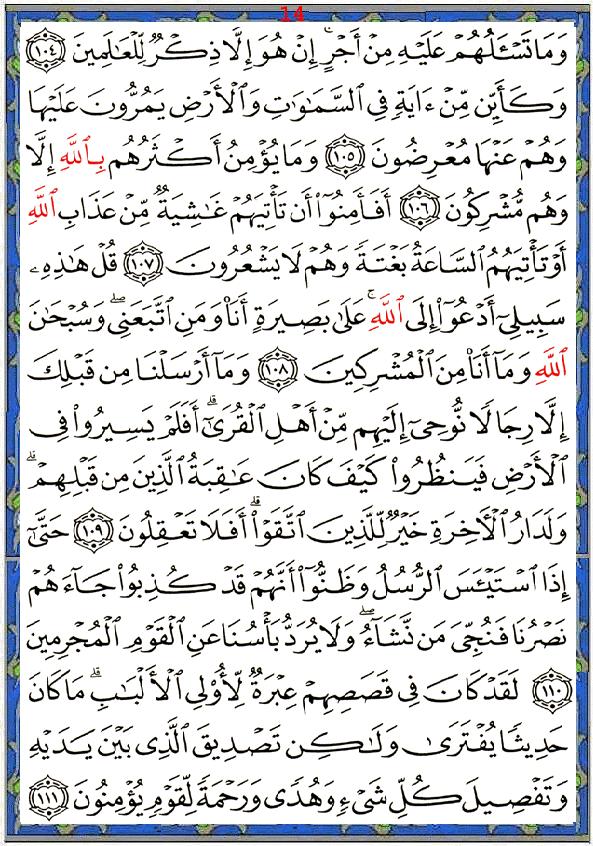 14
وَمَا تَسْـَٔلُهُمْ عَلَيْهِ مِنْ أَجْرٍ ۚ إِنْ هُوَ إِلَّا ذِكْرٌ لِّلْعَـٰلَمِينَ ﴿١٠٤﴾
وَكَأَيِّن مِّنْ ءَايَةٍ فِى ٱلسَّمَـٰوَٰتِ وَٱلْأَرْضِ يَمُرُّونَ عَلَيْهَا
وَهُمْ عَنْهَا مُعْرِضُونَ ﴿١٠٥﴾ وَمَا يُؤْمِنُ أَكْثَرُهُم بِٱللَّهِ إِلَّا
وَهُم مُّشْرِكُونَ ﴿١٠٦﴾ أَفَأَمِنُوٓا۟ أَن تَأْتِيَهُمْ غَـٰشِيَةٌ مِّنْ عَذَابِ ٱللَّهِ
أَوْ تَأْتِيَهُمُ ٱلسَّاعَةُ بَغْتَةً وَهُمْ لَا يَشْعُرُونَ ﴿١٠٧﴾ قُلْ هَـٰذِهِۦ
سَبِيلِىٓ أَدْعُوٓا۟ إِلَى ٱللَّهِ ۚ عَلَىٰ بَصِيرَةٍ أَنَا۠ وَمَنِ ٱتَّبَعَنِى ۖ وَسُبْحَـٰنَ
ٱللَّهِ وَمَآ أَنَا۠ مِنَ ٱلْمُشْرِكِينَ ﴿١٠٨﴾ وَمَآ أَرْسَلْنَا مِن قَبْلِكَ
إِلَّا رِجَالًا نُّوحِىٓ إِلَيْهِم مِّنْ أَهْلِ ٱلْقُرَىٰٓ ۗ أَفَلَمْ يَسِيرُوا۟ فِى
ٱلْأَرْضِ فَيَنظُرُوا۟ كَيْفَ كَانَ عَـٰقِبَةُ ٱلَّذِينَ مِن قَبْلِهِمْ ۗ
وَلَدَارُ ٱلْـَٔاخِرَةِ خَيْرٌ لِّلَّذِينَ ٱتَّقَوْا۟ ۗ أَفَلَا تَعْقِلُونَ ﴿١٠٩﴾ حَتَّىٰٓ
إِذَا ٱسْتَيْـَٔسَ ٱلرُّسُلُ وَظَنُّوٓا۟ أَنَّهُمْ قَدْ كُذِبُوا۟ جَآءَهُمْ
نَصْرُنَا فَنُجِّىَ مَن نَّشَآءُ ۖ وَلَا يُرَدُّ بَأْسُنَا عَنِ ٱلْقَوْمِ ٱلْمُجْرِمِينَ
﴿١١٠﴾ لَقَدْ كَانَ فِى قَصَصِهِمْ عِبْرَةٌ لِّأُو۟لِى ٱلْأَلْبَـٰبِ ۗ مَا كَانَ
حَدِيثًا يُفْتَرَىٰ وَلَـٰكِن تَصْدِيقَ ٱلَّذِى بَيْنَ يَدَيْهِ
وَتَفْصِيلَ كُلِّ شَىْءٍ وَهُدًى وَرَحْمَةً لِّقَوْمٍ يُؤْمِنُونَ ﴿١١١﴾